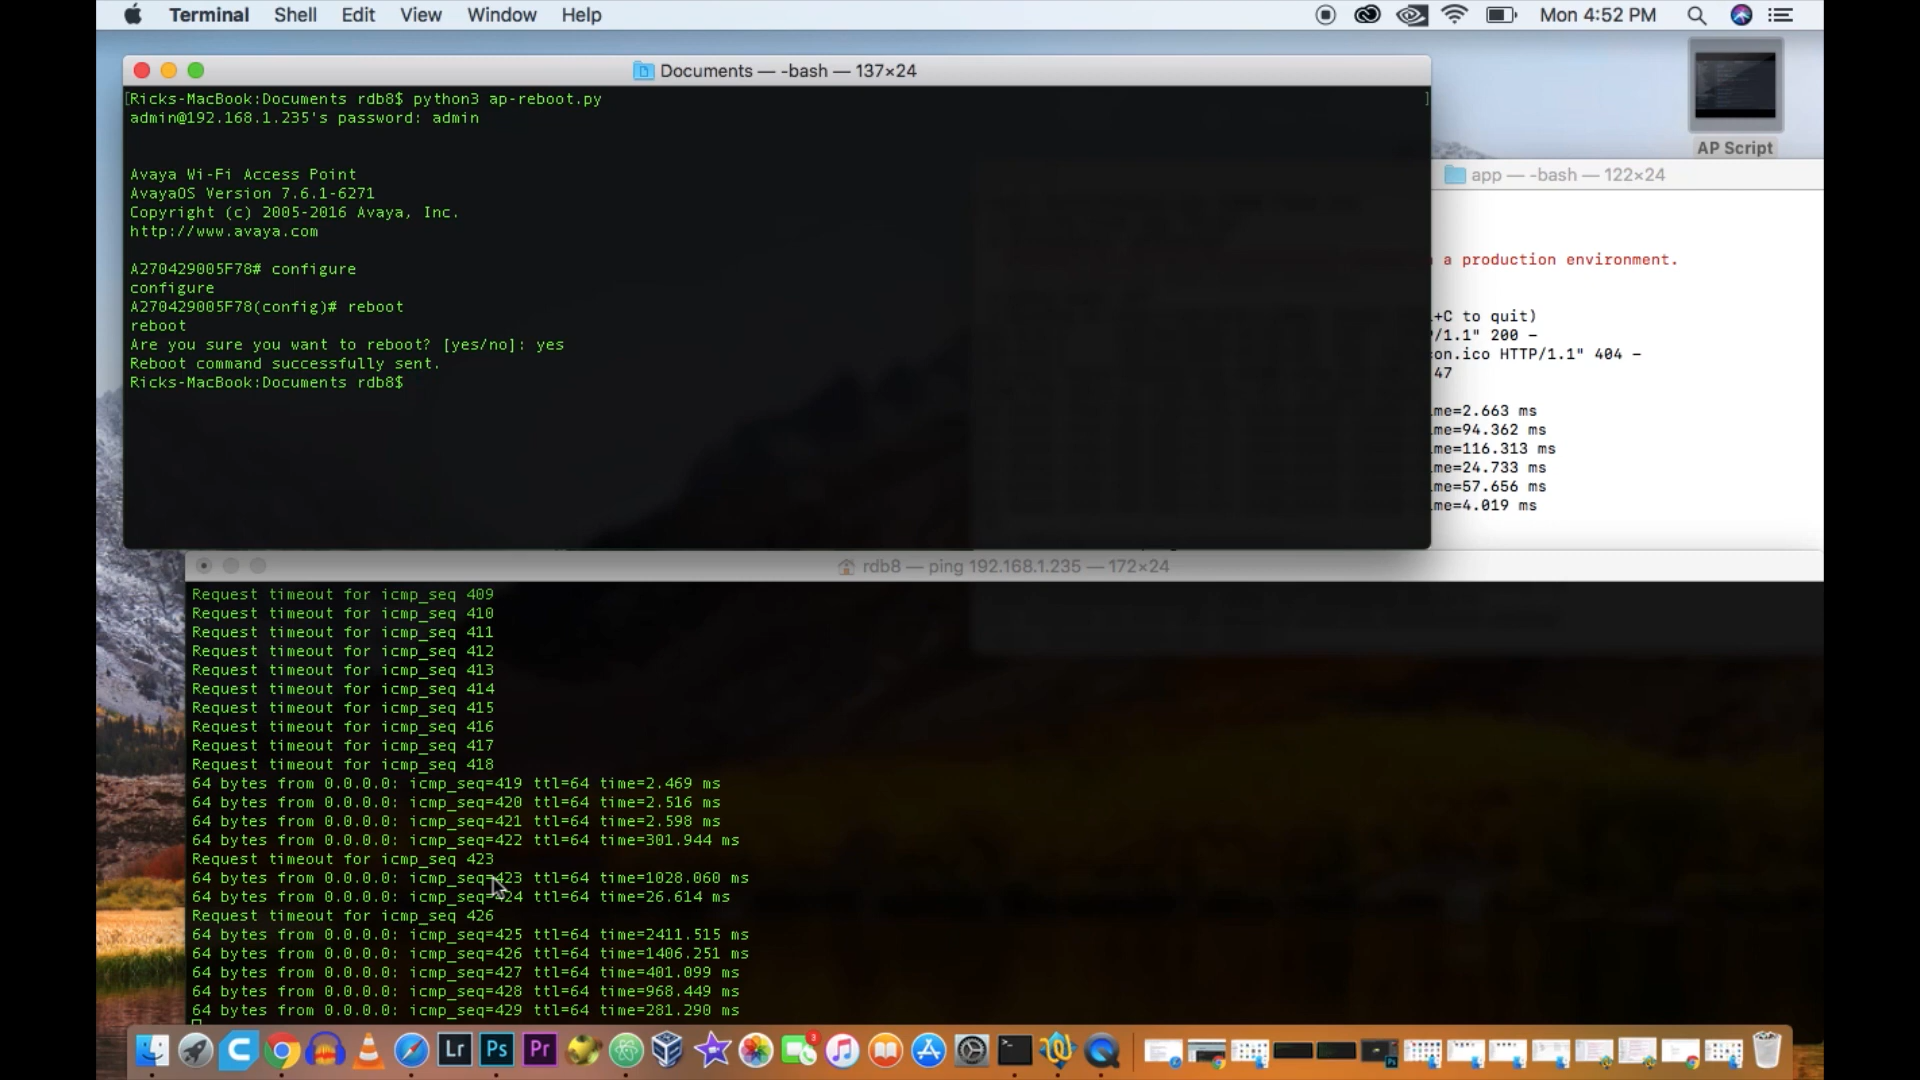 Terminal Shell Edit View Window Help Mon 4:52 PM
Documents — -bash — 137×24
[Ricks-MacBook:Documents rdb8$ python3 ap-reboot.py ]
admin@192.168.1.235's password: admin
Avaya Wi-Fi Access Point
AvayaOS Version 7.6.1-6271
Copyright (c) 2005-2016 Avaya, Inc.
http://www.avaya.com
A270429005F78# configure
configure
A270429005F78(config)# reboot
reboot
Are you sure you want to reboot? [yes/no]: yes
Reboot command successfully sent.
Ricks-MacBook:Documents rdb8$
AP Script
app — -bash — 122×24
a production environment.
+C to quit)
/1.1" 200 -
on.ico HTTP/1.1" 404 -
47
me=2.663 ms
me=94.362 ms
me=116.313 ms
me=24.733 ms
me=57.656 ms
me=4.019 ms
rdb8 — ping 192.168.1.235 — 172×24
Request timeout for icmp_seq 409
Request timeout for icmp_seq 410
Request timeout for icmp_seq 411
Request timeout for icmp_seq 412
Request timeout for icmp_seq 413
Request timeout for icmp_seq 414
Request timeout for icmp_seq 415
Request timeout for icmp_seq 416
Request timeout for icmp_seq 417
Request timeout for icmp_seq 418
64 bytes from 0.0.0.0: icmp_seq=419 ttl=64 time=2.469 ms
64 bytes from 0.0.0.0: icmp_seq=420 ttl=64 time=2.516 ms
64 bytes from 0.0.0.0: icmp_seq=421 ttl=64 time=2.598 ms
64 bytes from 0.0.0.0: icmp_seq=422 ttl=64 time=301.944 ms
Request timeout for icmp_seq 423
64 bytes from 0.0.0.0: icmp_seq=423 ttl=64 time=1028.060 ms
64 bytes from 0.0.0.0: icmp_seq=424 ttl=64 time=26.614 ms
Request timeout for icmp_seq 426
64 bytes from 0.0.0.0: icmp_seq=425 ttl=64 time=2411.515 ms
64 bytes from 0.0.0.0: icmp_seq=426 ttl=64 time=1406.251 ms
64 bytes from 0.0.0.0: icmp_seq=427 ttl=64 time=401.099 ms
64 bytes from 0.0.0.0: icmp_seq=428 ttl=64 time=968.449 ms
64 bytes from 0.0.0.0: icmp_seq=429 ttl=64 time=281.290 ms
Lr Ps Pr 3